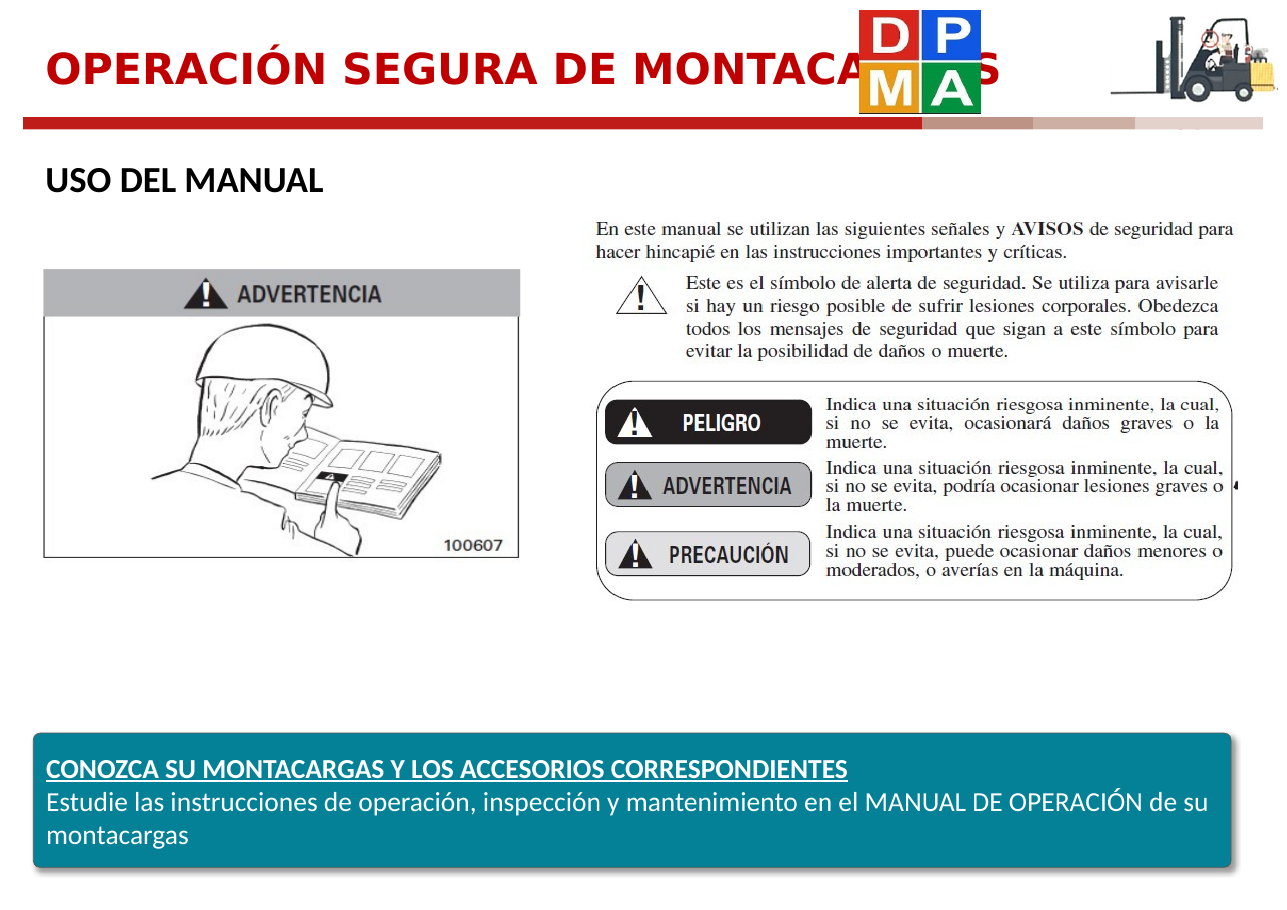 OPERACIÓN SEGURA DE MONTACA S
D P
M A
USO DEL MANUAL
ADVERTENCIA
100607
En este manual se utilizan las siguientes señales y AVISOS de seguridad para
hacer hincapié en las instrucciones importantes y críticas.
Este es el símbolo de alerta de seguridad. Se utiliza para avisarle
si hay un riesgo posible de sufrir lesiones corporales. Obedezca
todos los mensajes de seguridad que sigan a este símbolo para
evitar la posibilidad de daños o muerte.
PELIGRO
Indica una situación riesgosa inminente, la cual,
si no se evita, ocasionará daños graves o la
muerte.
ADVERTENCIA
Indica una situación riesgosa inminente, la cual,
si no se evita, podría ocasionar lesiones graves o
la muerte.
PRECAUCIÓN
Indica una situación riesgosa inminente, la cual,
si no se evita, puede ocasionar daños menores o
moderados, o averías en la máquina.
CONOZCA SU MONTACARGAS Y LOS ACCESORIOS CORRESPONDIENTES
Estudie las instrucciones de operación, inspección y mantenimiento en el MANUAL DE OPERACIÓN de su
montacargas